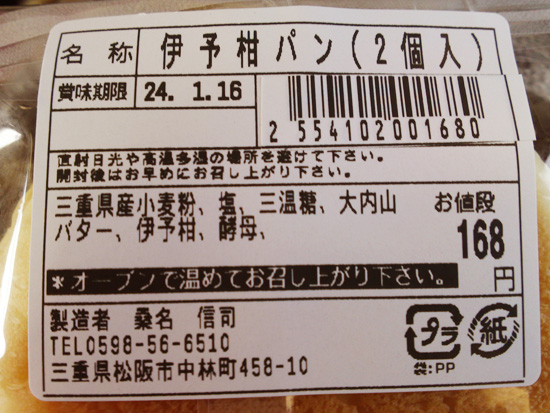 名称 伊予柑パン(2個入)
賞味期限 24. 1.16
2 554102 001680
直射日光や高温多湿の場所を避けて下さい。
開封後はお早めにお召し上がり下さい。
三重県産小麦粉、塩、三温糖、大内山
バター、伊予柑、酵母、
お値段
168
円
*オーブンで温めてお召し上がり下さい。
製造者 桑名 信司
TEL0598-56-6510
三重県松阪市中林町458-10
プラ
紙
袋:PP